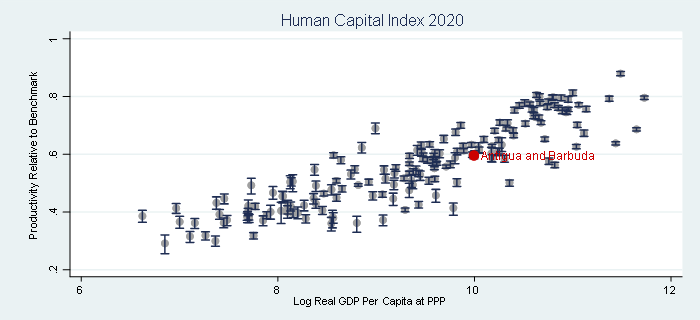 Human Capital Index 2020
Productivity Relative to Benchmark
1
.8
.6
.4
.2
Antigua and Barbuda
6
8
10
12
Log Real GDP Per Capita at PPP